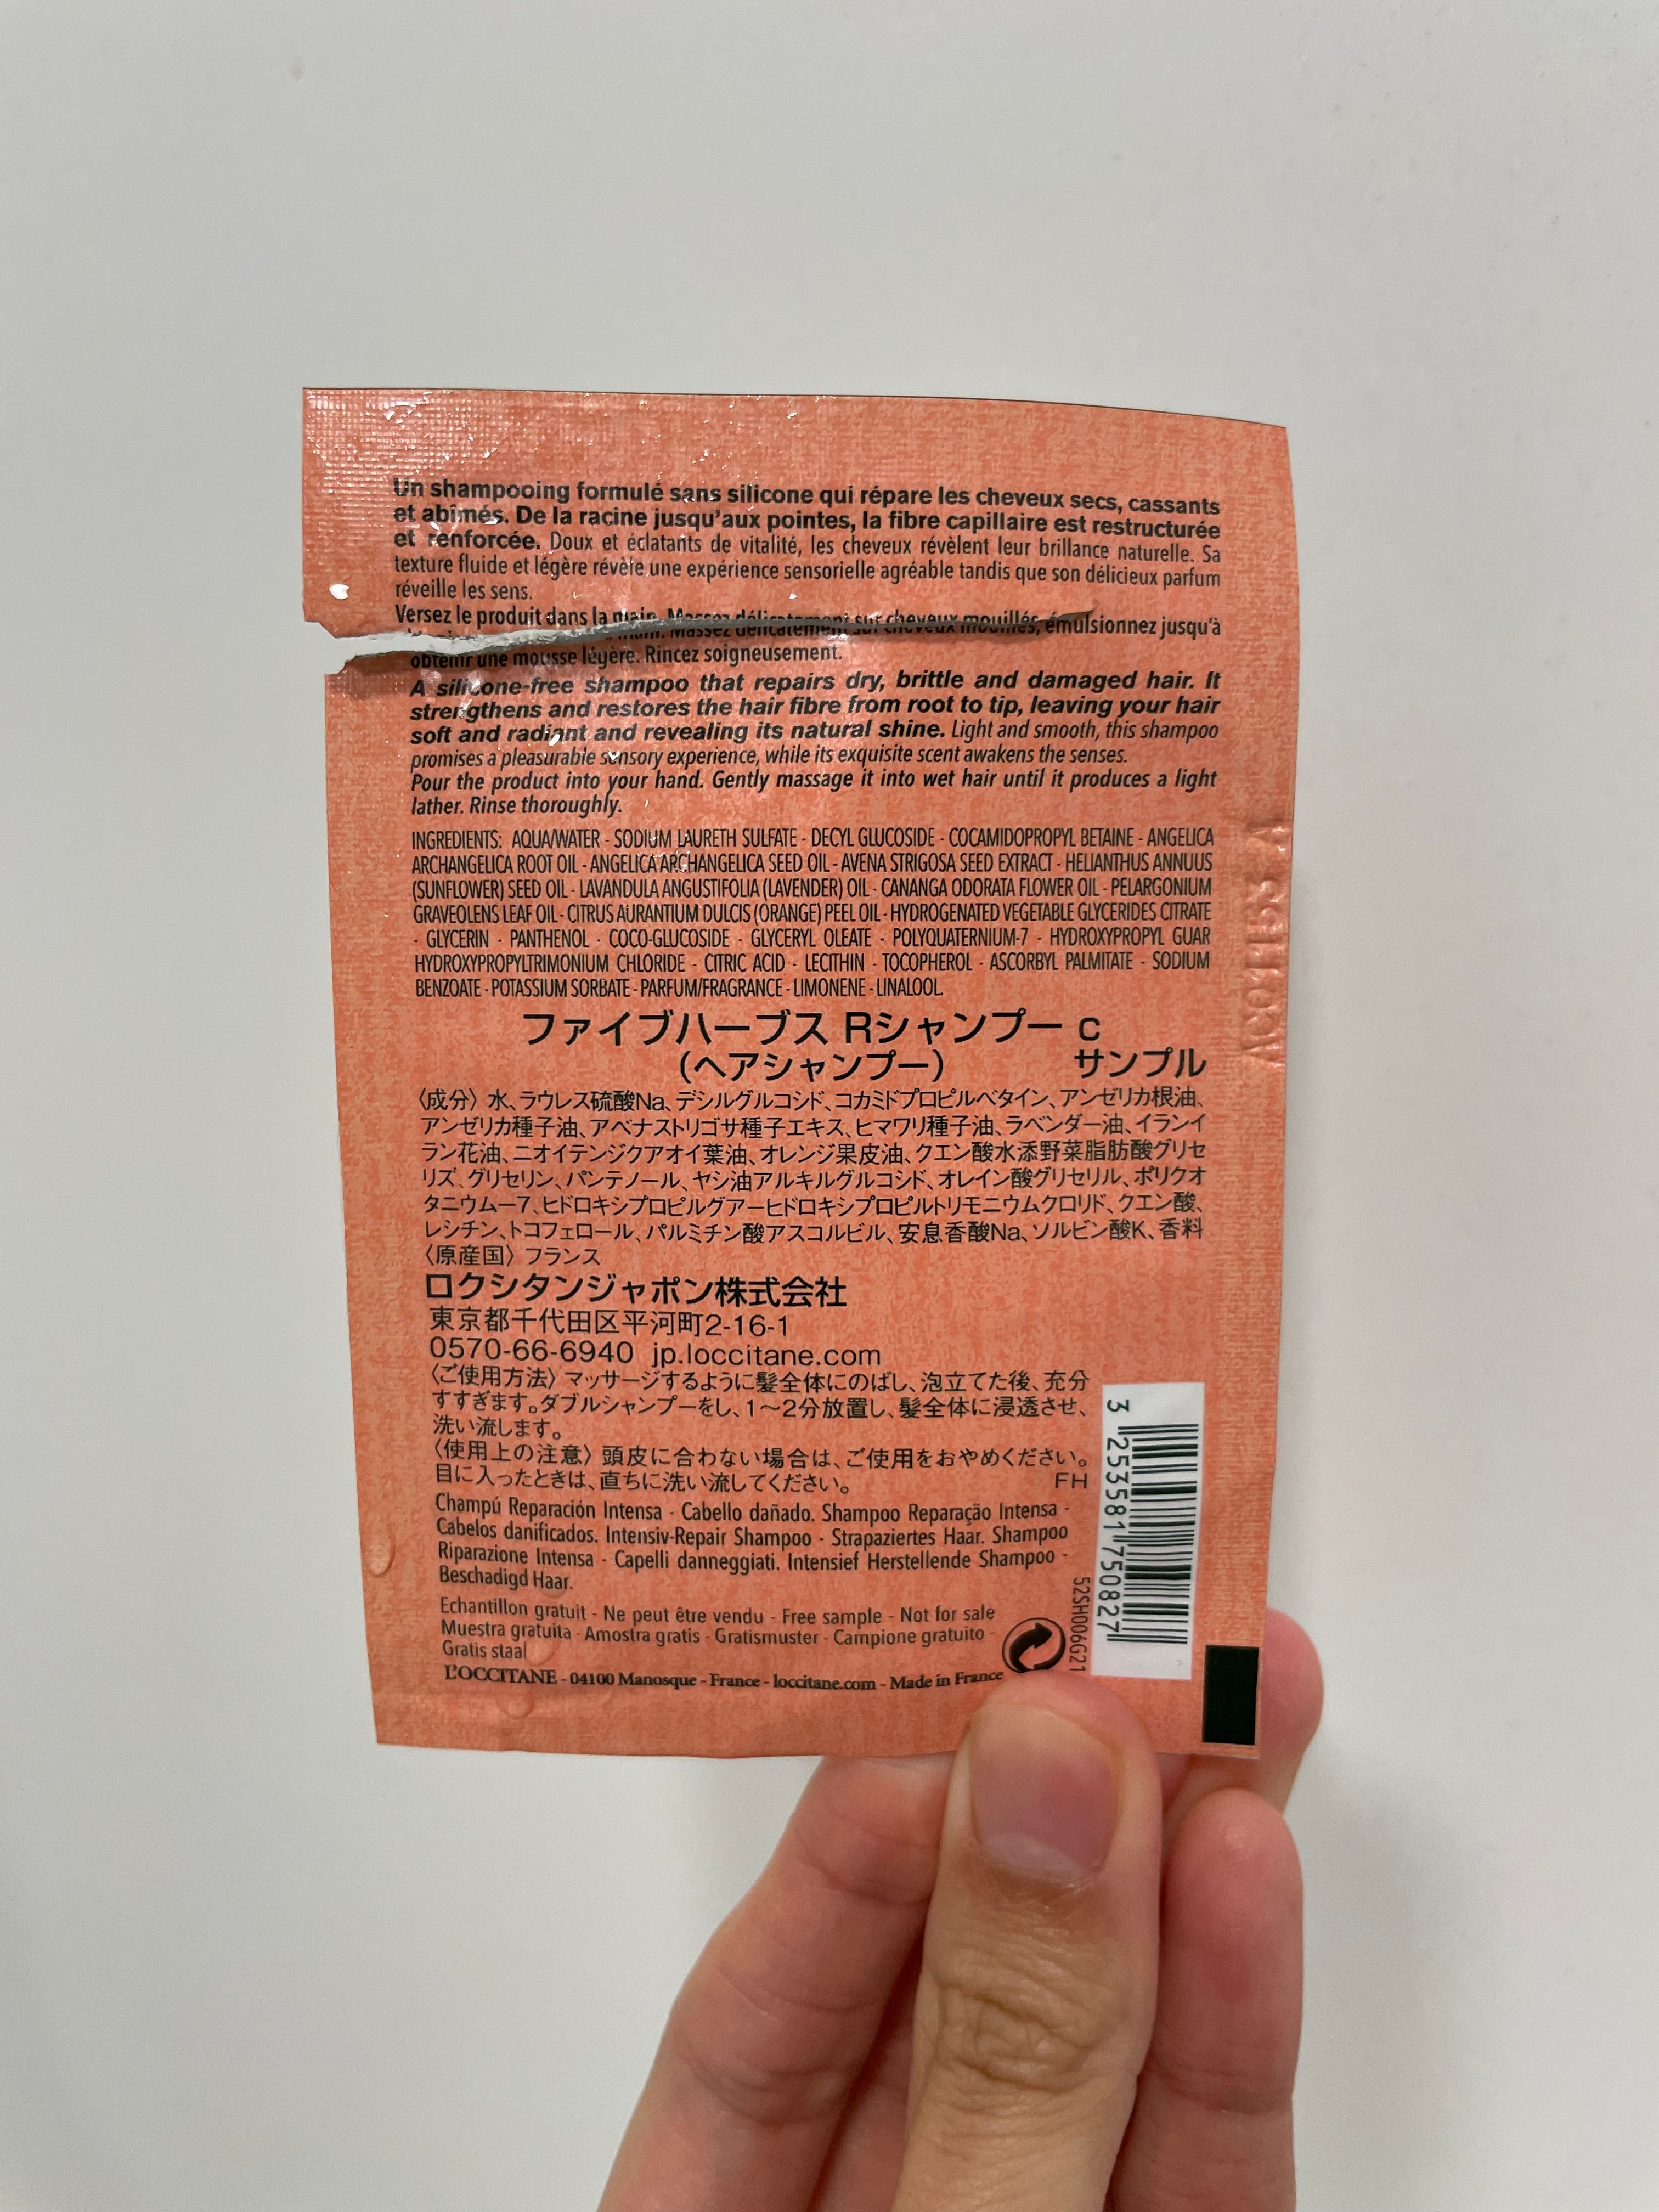 Un shampooing formulé sans silicone qui répare les cheveux secs, cassants
et abîmés. De la racine jusqu'aux pointes, la fibre capillaire est restructurée
et renforcée. Doux et éclatants de vitalité, les cheveux révèlent leur brillance naturelle. Sa
texture fluide et légère révèle une expérience sensorielle agréable tandis que son délicieux parfum
réveille les sens.
Versez le produit dans la main. Massez délicatement sur cheveux mouillés, émulsionnez jusqu'à
obtenir une mousse légère. Rincez soigneusement.
A silicone-free shampoo that repairs dry, brittle and damaged hair. It
strengthens and restores the hair fibre from root to tip, leaving your hair
soft and radiant and revealing its natural shine. Light and smooth, this shampoo
promises a pleasurable sensory experience, while its exquisite scent awakens the senses.
Pour the product into your hand. Gently massage it into wet hair until it produces a light
lather. Rinse thoroughly.
INGREDIENTS: AQUA/WATER - SODIUM LAURETH SULFATE - DECYL GLUCOSIDE - COCAMIDOPROPYL BETAINE - ANGELICA
ARCHANGELICA ROOT OIL - ANGELICA ARCHANGELICA SEED OIL - AVENA STRIGOSA SEED EXTRACT - HELIANTHUS ANNUUS
(SUNFLOWER) SEED OIL - LAVANDULA ANGUSTIFOLIA (LAVENDER) OIL - CANANGA ODORATA FLOWER OIL - PELARGONIUM
GRAVEOLENS LEAF OIL - CITRUS AURANTIUM DULCIS (ORANGE) PEEL OIL - HYDROGENATED VEGETABLE GLYCERIDES CITRATE
- GLYCERIN - PANTHENOL - COCO-GLUCOSIDE - GLYCERYL OLEATE - POLYQUATERNIUM-7 - HYDROXYPROPYL GUAR
HYDROXYPROPYLTRIMONIUM CHLORIDE - CITRIC ACID - LECITHIN - TOCOPHEROL - ASCORBYL PALMITATE - SODIUM
BENZOATE - POTASSIUM SORBATE - PARFUM/FRAGRANCE - LIMONENE - LINALOOL.
ファイブハーブス Rシャンプー c
(ヘアシャンプー) サンプル
〈成分〉水、ラウレス硫酸Na、デシルグルコシド、コカミドプロピルベタイン、アンゼリカ根油、
アンゼリカ種子油、アベナストリゴサ種子エキス、ヒマワリ種子油、ラベンダー油、イランイ
ラン花油、ニオイテンジクアオイ葉油、オレンジ果皮油、クエン酸水添野菜脂肪酸グリセ
リズ、グリセリン、パンテノール、ヤシ油アルキルグルコシド、オレイン酸グリセリル、ポリクオ
タニウムー7、ヒドロキシプロピルグアーヒドロキシプロピルトリモニウムクロリド、クエン酸、
レシチン、トコフェロール、パルミチン酸アスコルビル、安息香酸Na、ソルビン酸K、香料
〈原産国〉フランス
ロクシタンジャポン株式会社
東京都千代田区平河町2-16-1
0570-66-6940 jp.loccitane.com
〈ご使用方法〉マッサージするように髪全体にのばし、泡立てた後、充分
すすぎます。ダブルシャンプーをし、1〜2分放置し、髪全体に浸透させ、
洗い流します。
〈使用上の注意〉頭皮に合わない場合は、ご使用をおやめください。
目に入ったときは、直ちに洗い流してください。 FH
Champú Reparación Intensa - Cabello dañado. Shampoo Reparação Intensa -
Cabelos danificados. Intensiv-Repair Shampoo - Strapaziertes Haar. Shampoo
Riparazione Intensa - Capelli danneggiati. Intensief Herstellende Shampoo -
Beschadigd Haar.
Echantillon gratuit - Ne peut être vendu - Free sample - Not for sale
Muestra gratuita - Amostra gratis - Gratismuster - Campione gratuito -
Gratis staal
L'OCCITANE - 04100 Manosque - France - loccitane.com - Made in France
52SH006G21
3 253581 750827